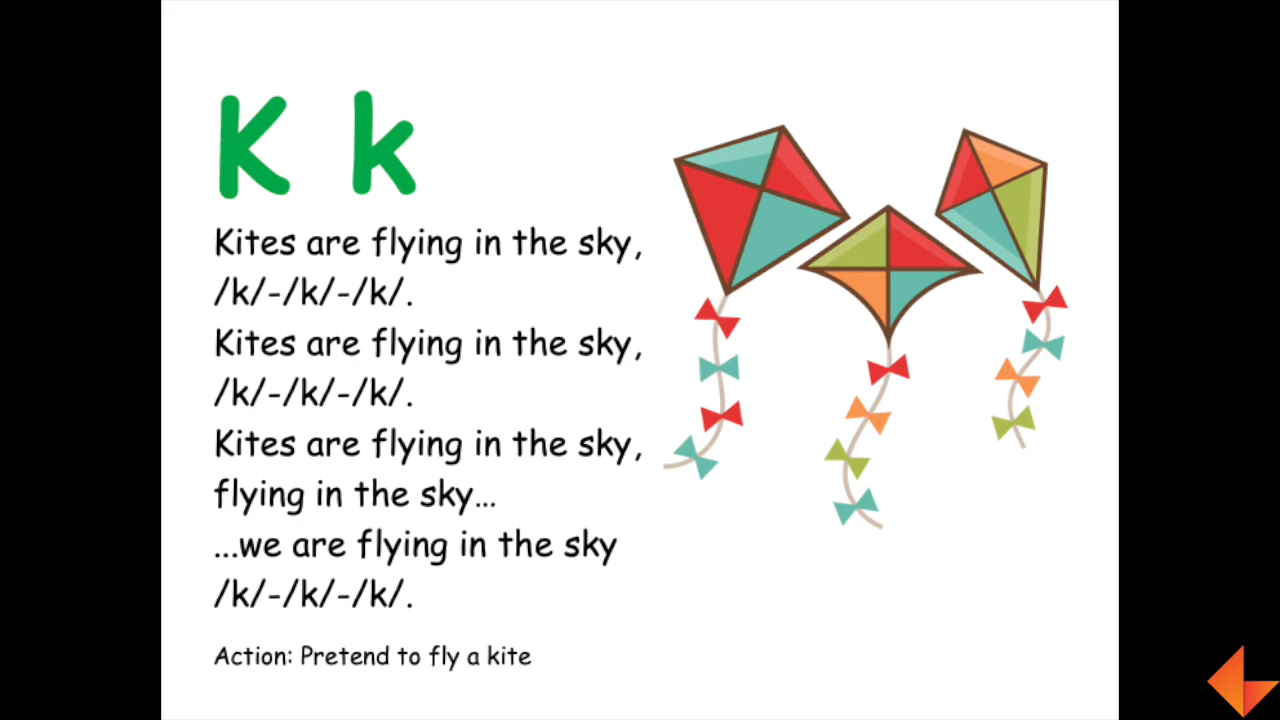 K k
Kites are flying in the sky,
/k/-/k/-/k/.
Kites are flying in the sky,
/k/-/k/-/k/.
Kites are flying in the sky,
flying in the sky...
...we are flying in the sky
/k/-/k/-/k/.
Action: Pretend to fly a kite